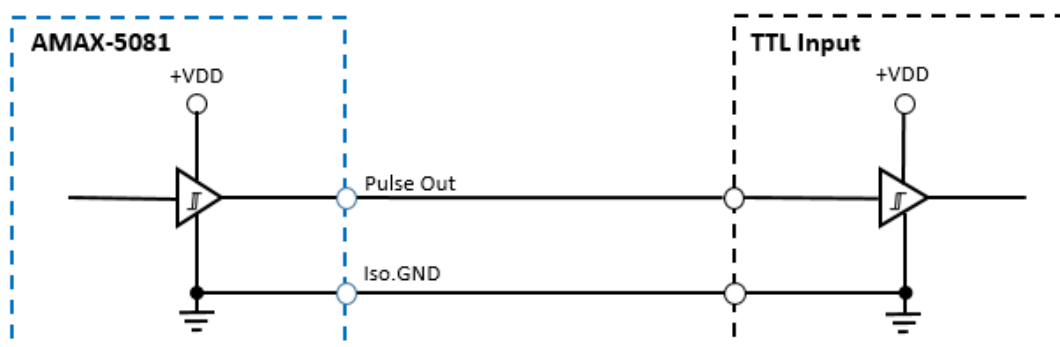 AMAX-5081
TTL Input
+VDD
+VDD
Pulse Out
Iso.GND